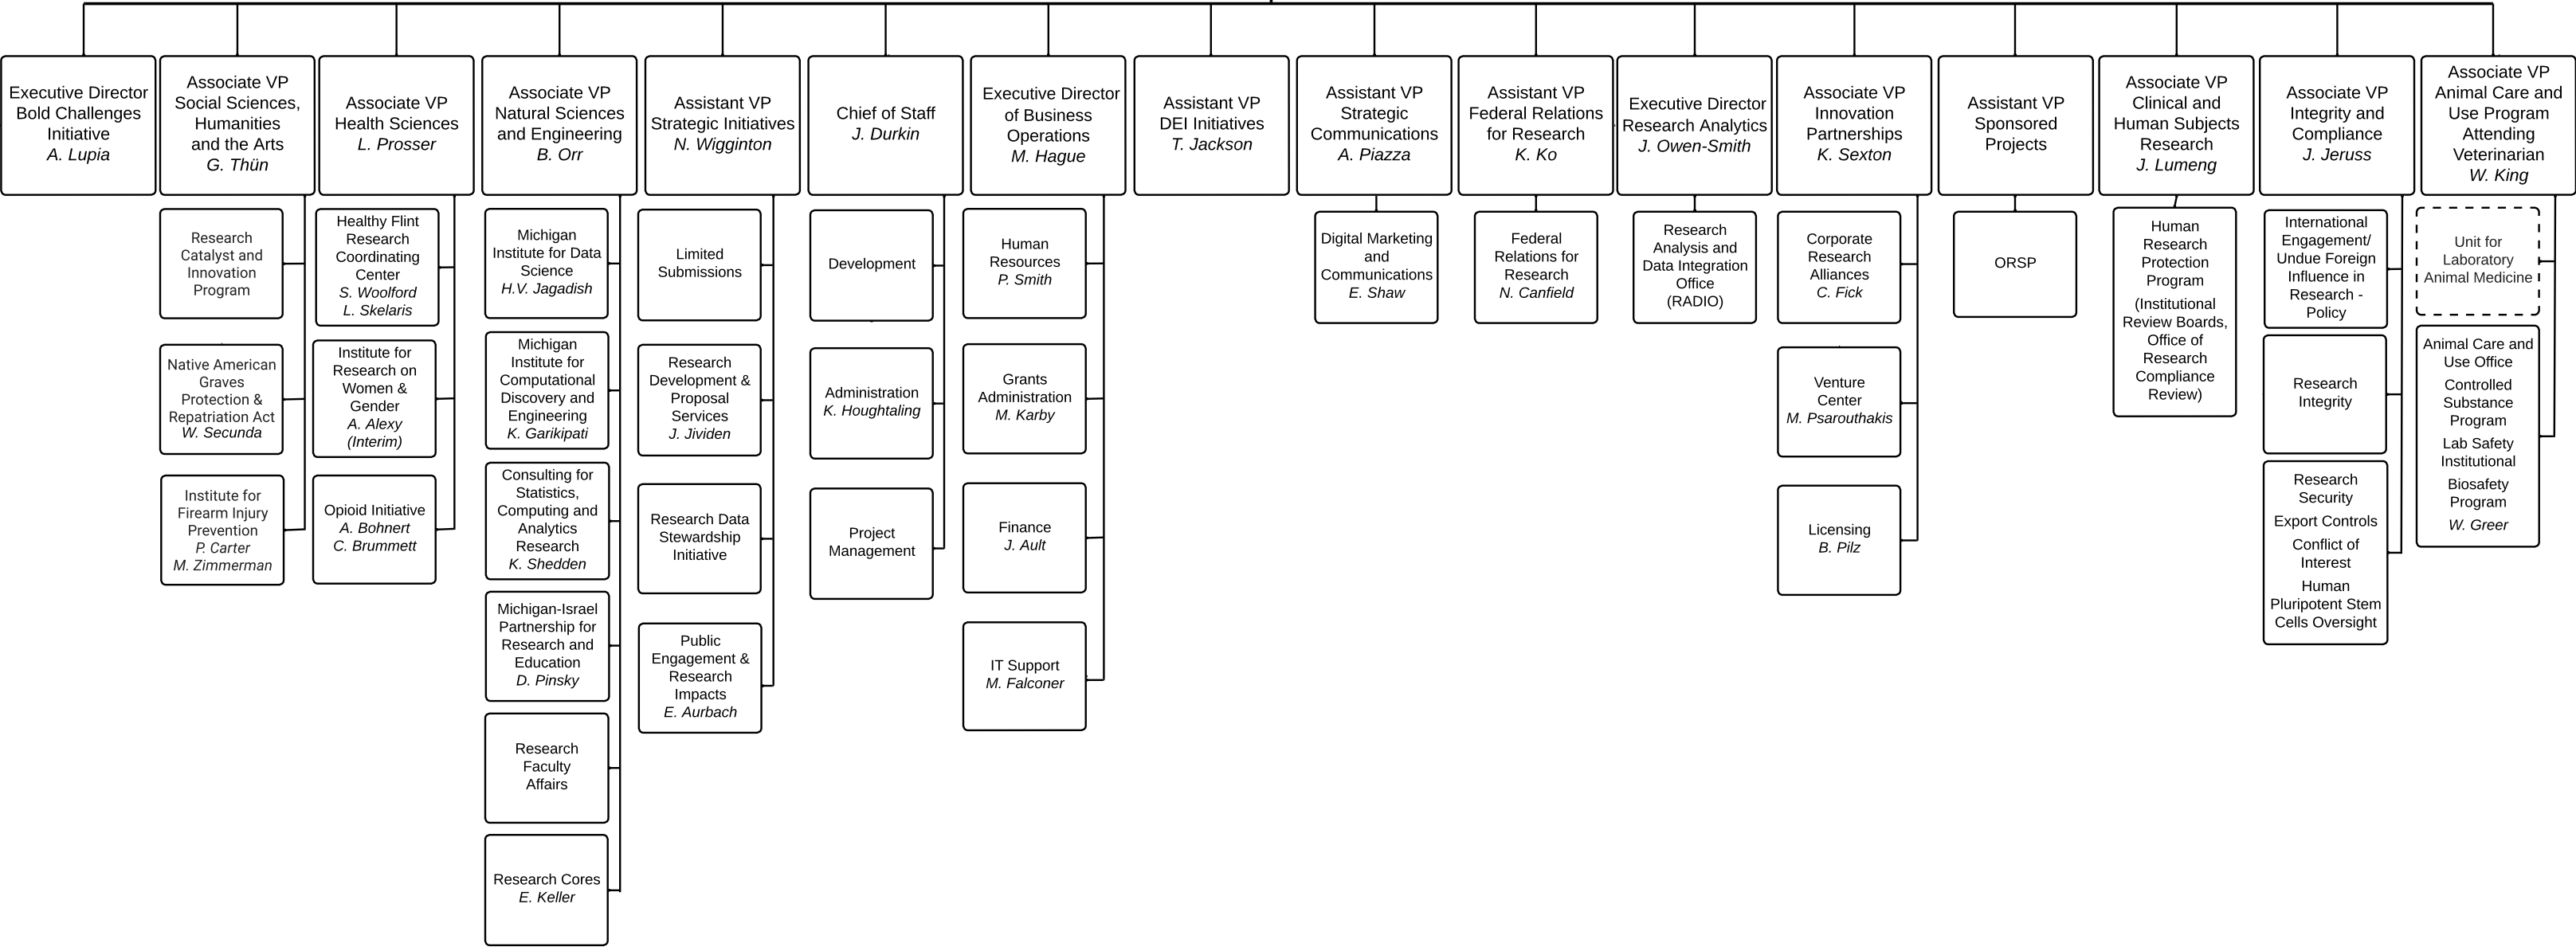 Executive Director
Bold Challenges
Initiative
A. Lupia
Associate VP
Social Sciences,
Humanities
and the Arts
G. Thün
Associate VP
Health Sciences
L. Prosser
Associate VP
Natural Sciences
and Engineering
B. Orr
Assistant VP
Strategic Initiatives
N. Wigginton
Chief of Staff
J. Durkin
Executive Director
of Business
Operations
M. Hague
Assistant VP
DEI Initiatives
T. Jackson
Assistant VP
Strategic
Communications
A. Piazza
Assistant VP
Federal Relations
for Research
K. Ko
Executive Director
Research Analytics
J. Owen-Smith
Associate VP
Innovation
Partnerships
K. Sexton
Assistant VP
Sponsored
Projects
Associate VP
Clinical and
Human Subjects
Research
J. Lumeng
Associate VP
Integrity and
Compliance
J. Jeruss
Associate VP
Animal Care and
Use Program
Attending
Veterinarian
W. King
Research
Catalyst and
Innovation
Program
Native American
Graves
Protection &
Repatriation Act
W. Secunda
Institute for
Firearm Injury
Prevention
P. Carter
M. Zimmerman
Healthy Flint
Research
Coordinating
Center
S. Woolford
L. Skelaris
Institute for
Research on
Women &
Gender
A. Alexy
(Interim)
Opioid Initiative
A. Bohnert
C. Brummett
Michigan
Institute for Data
Science
H.V. Jagadish
Michigan
Institute for
Computational
Discovery and
Engineering
K. Garikipati
Consulting for
Statistics,
Computing and
Analytics
Research
K. Shedden
Michigan-Israel
Partnership for
Research and
Education
D. Pinsky
Research
Faculty
Affairs
Research Cores
E. Keller
Limited
Submissions
Research
Development &
Proposal
Services
J. Jividen
Research Data
Stewardship
Initiative
Public
Engagement &
Research
Impacts
E. Aurbach
Development
Administration
K. Houghtaling
Project
Management
Human
Resources
P. Smith
Grants
Administration
M. Karby
Finance
J. Ault
IT Support
M. Falconer
Digital Marketing
and
Communications
E. Shaw
Federal
Relations for
Research
N. Canfield
Research
Analysis and
Data Integration
Office
(RADIO)
Corporate
Research
Alliances
C. Fick
Venture
Center
M. Psarouthakis
Licensing
B. Pilz
ORSP
Human
Research
Protection
Program
(Institutional
Review Boards,
Office of
Research
Compliance
Review)
International
Engagement/
Undue Foreign
Influence in
Research -
Policy
Research
Integrity
Research
Security
Export Controls
Conflict of
Interest
Human
Pluripotent Stem
Cells Oversight
Unit for
Laboratory
Animal Medicine
Animal Care and
Use Office
Controlled
Substance
Program
Lab Safety
Institutional
Biosafety
Program
W. Greer